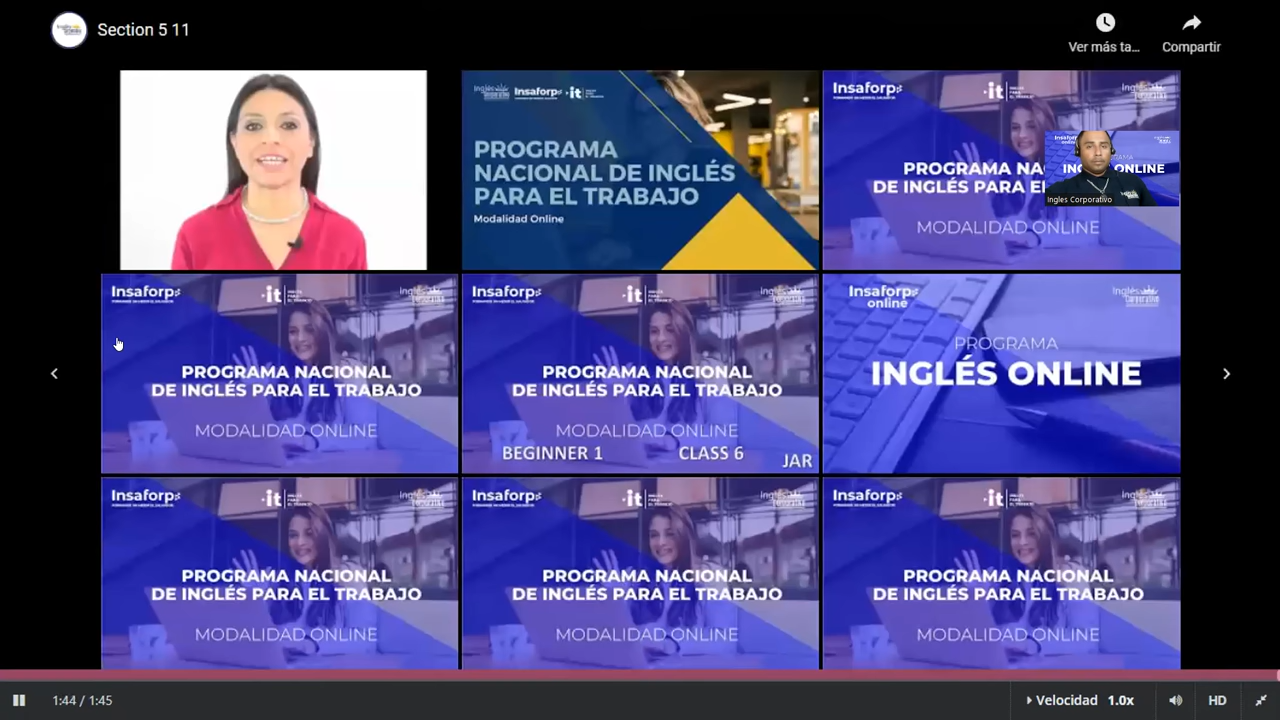 Section 5 11
Ver más ta...
Compartir
Insaforp
it
PROGRAMA
NACIONAL DE INGLÉS
PARA EL TRABAJO
Modalidad Online
Insaforp
it
PROGRAMA NA
DE INGLÉS PARA EL
MODALIDAD ONLINE
ONLINE
Ingles Corporativo
Insaforp
it
PROGRAMA NACIONAL
DE INGLÉS PARA EL TRABAJO
MODALIDAD ONLINE
Insaforp
it
PROGRAMA NACIONAL
DE INGLÉS PARA EL TRABAJO
MODALIDAD ONLINE
BEGINNER 1 CLASS 6 JAR
Insaforp
online
PROGRAMA
INGLÉS ONLINE
Insaforp
it
PROGRAMA NACIONAL
DE INGLÉS PARA EL TRABAJO
MODALIDAD ONLINE
Insaforp
it
PROGRAMA NACIONAL
DE INGLÉS PARA EL TRABAJO
MODALIDAD ONLINE
Insaforp
it
PROGRAMA NACIONAL
DE INGLÉS PARA EL TRABAJO
MODALIDAD ONLINE
1:44 / 1:45
Velocidad 1.0x
HD